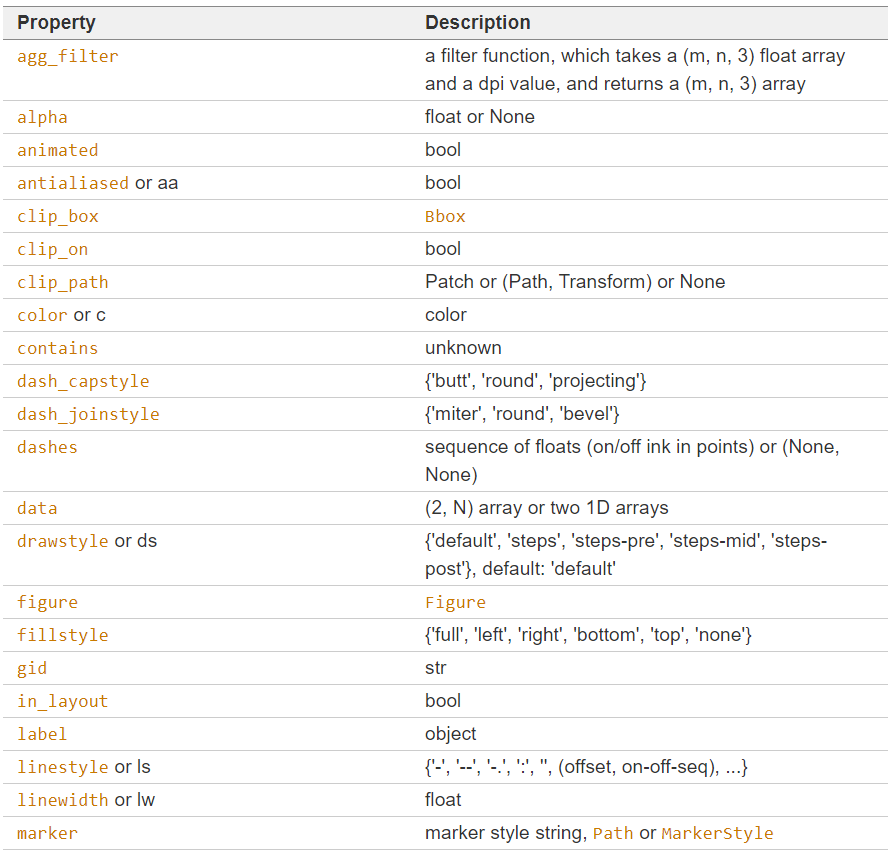 Property Description
agg_filter a filter function, which takes a (m, n, 3) float array
and a dpi value, and returns a (m, n, 3) array
alpha float or None
animated bool
antialiased or aa bool
clip_box Bbox
clip_on bool
clip_path Patch or (Path, Transform) or None
color or c color
contains unknown
dash_capstyle {'butt', 'round', 'projecting'}
dash_joinstyle {'miter', 'round', 'bevel'}
dashes sequence of floats (on/off ink in points) or (None,
None)
data (2, N) array or two 1D arrays
drawstyle or ds {'default', 'steps', 'steps-pre', 'steps-mid', 'steps-
post'}, default: 'default'
figure Figure
fillstyle {'full', 'left', 'right', 'bottom', 'top', 'none'}
gid str
in_layout bool
label object
linestyle or ls {'-', '--', '-.', ':', '', (offset, on-off-seq), ...}
linewidth or lw float
marker marker style string, Path or MarkerStyle